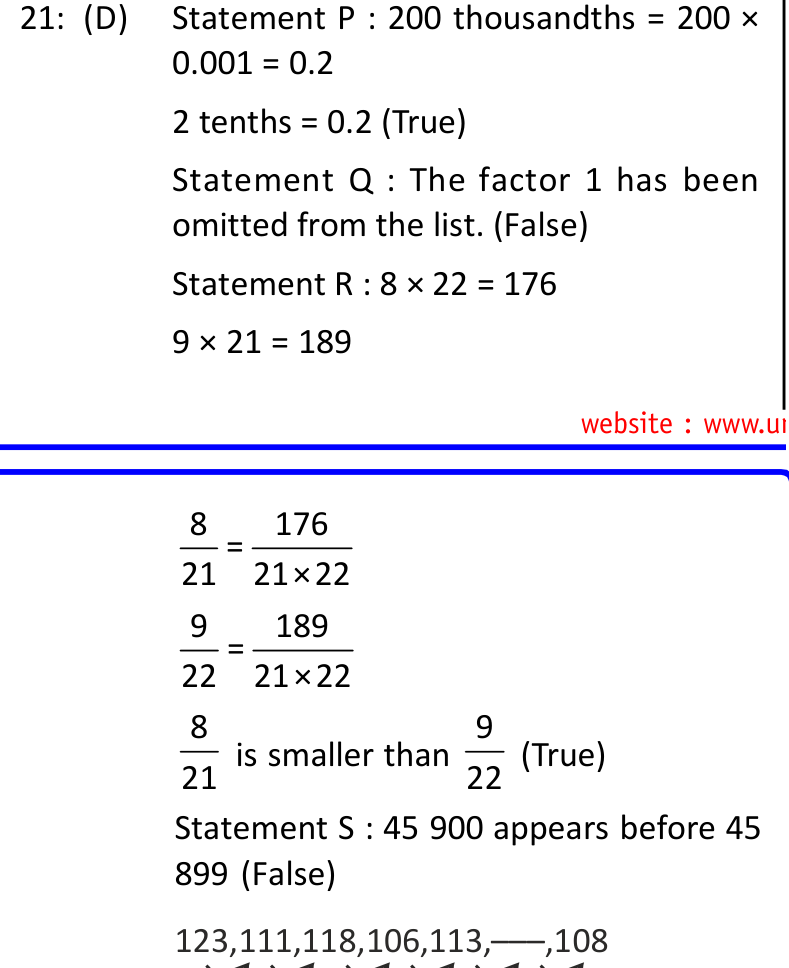 21: (D) Statement P : 200 thousandths = 200 ×
0.001 = 0.2
2 tenths = 0.2 (True)
Statement Q : The factor 1 has been
omitted from the list. (False)
Statement R : 8 × 22 = 176
9 × 21 = 189
website : www.u
8/21 = 176/21×22
9/22 = 189/21×22
8/21 is smaller than 9/22 (True)
Statement S : 45 900 appears before 45
899 (False)
123,111,118,106,113,——,108